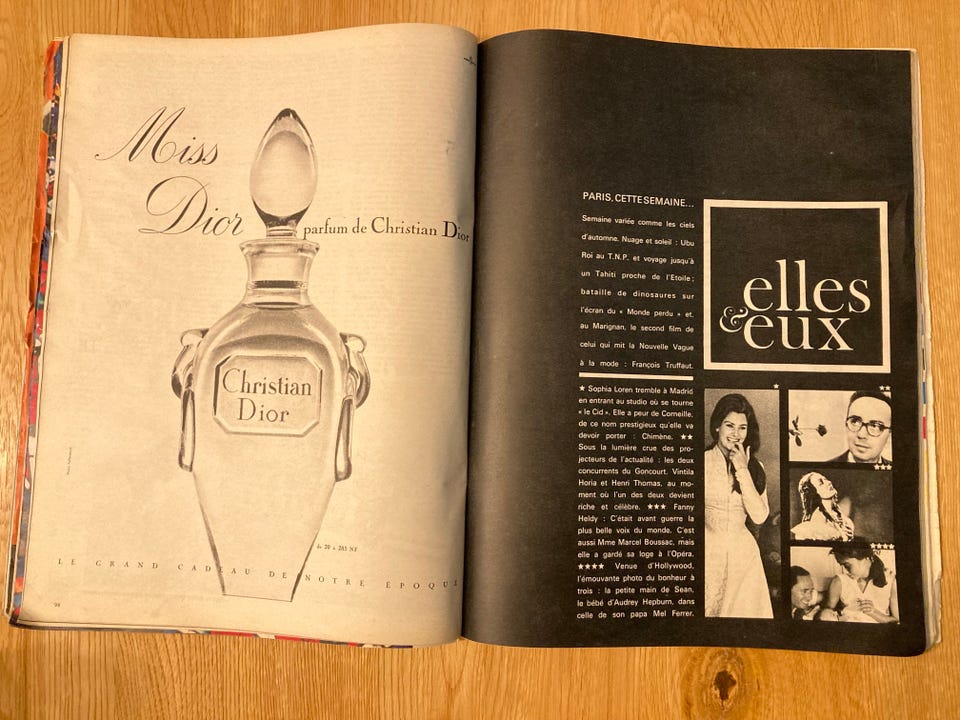 Miss
Dior
parfum de Christian Dior
Christian
Dior
de 20 à 285 NF
LE GRAND CADEAU DE NOTRE ÉPOQUE
98
PARIS, CETTE SEMAINE...
Semaine variée comme les ciels
d'automne. Nuage et soleil : Ubu
Roi au T.N.P. et voyage jusqu'à
un Tahiti proche de l'Etoile ;
bataille de dinosaures sur
l'écran du « Monde perdu » et,
au Marignan, le second film de
celui qui mit la Nouvelle Vague
à la mode : François Truffaut.
elles
& eux
★ Sophia Loren tremble à Madrid
en entrant au studio où se tourne
« le Cid ». Elle a peur de Corneille,
de ce nom prestigieux qu'elle va
devoir porter : Chimène. ★★
Sous la lumière crue des pro-
jecteurs de l'actualité : les deux
concurrents du Goncourt. Vintila
Horia et Henri Thomas, au mo-
ment où l'un des deux devient
riche et célèbre. ★★★ Fanny
Heldy : C'était avant guerre la
plus belle voix du monde. C'est
aussi Mme Marcel Boussac, mais
elle a gardé sa loge à l'Opéra.
★★★★ Venue d'Hollywood,
l'émouvante photo du bonheur à
trois : la petite main de Sean,
le bébé d'Audrey Hepburn, dans
celle de son papa Mel Ferrer.
★
★★
★★★
★★★★